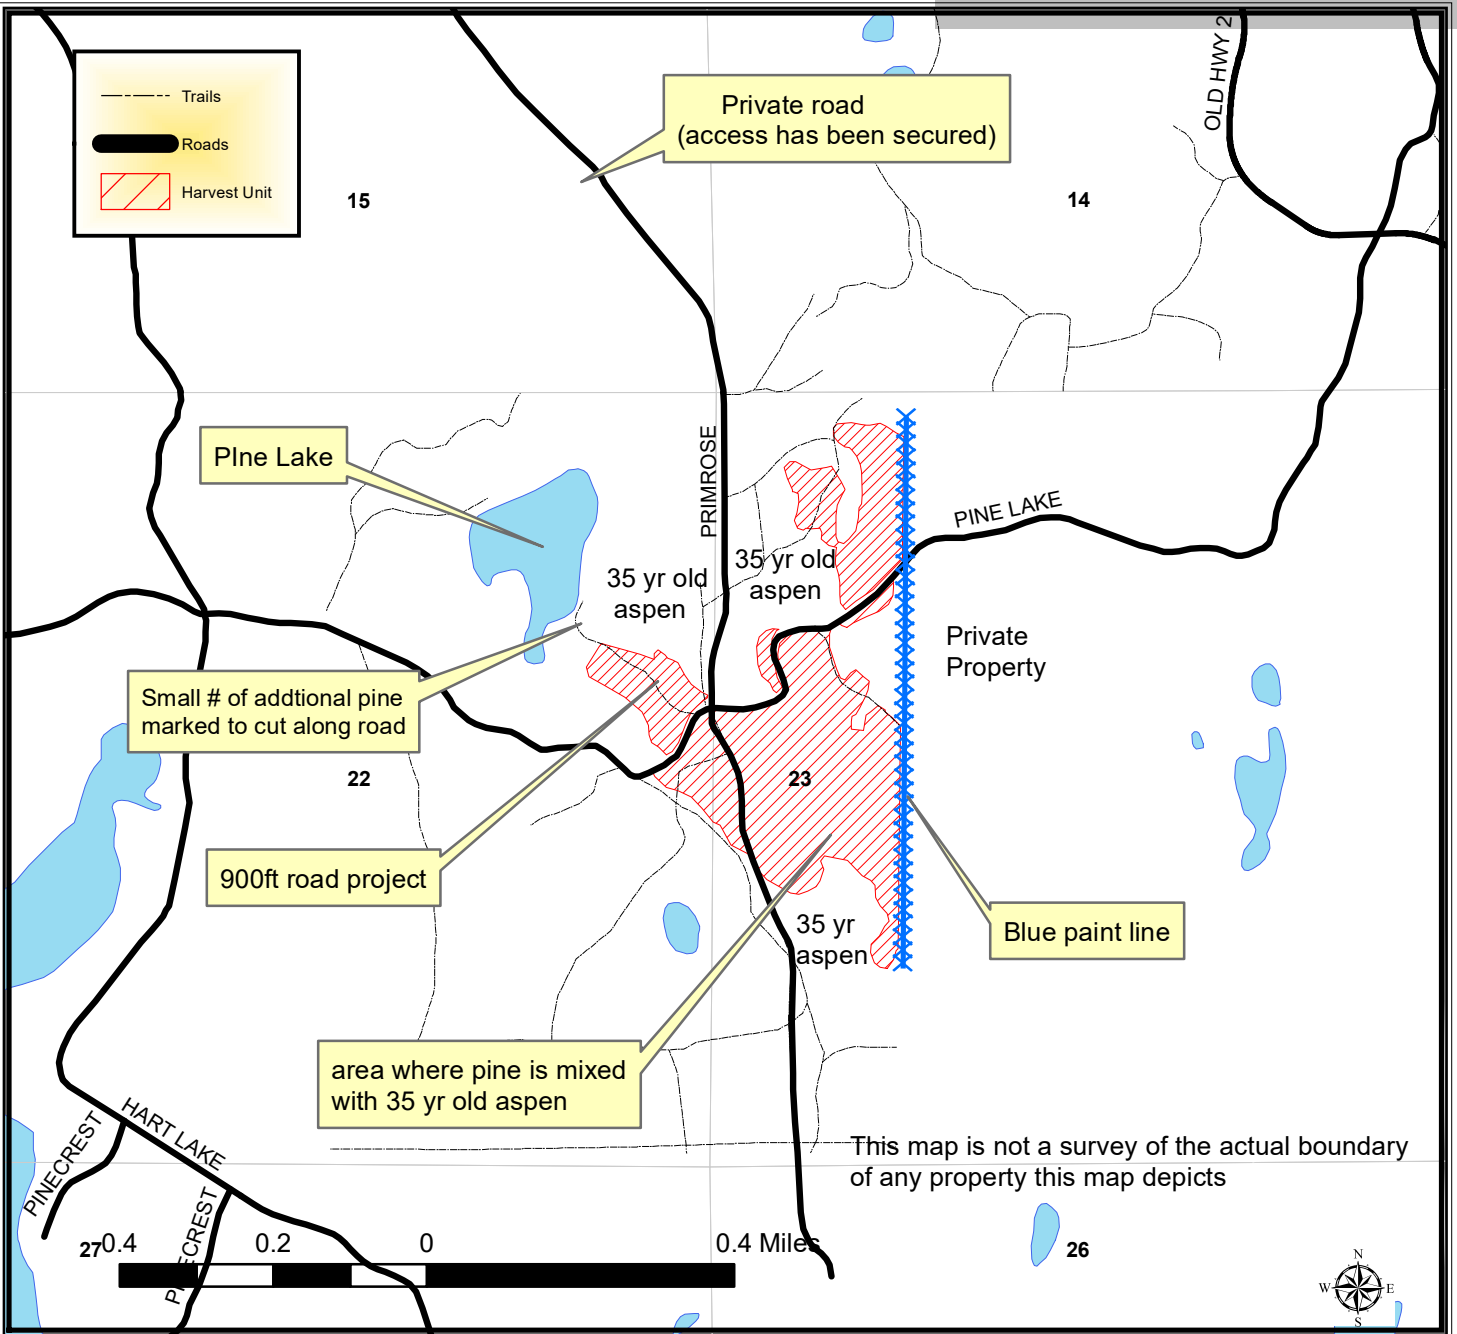 OLD HWY 2
Trails
Roads
Harvest Unit
Private road
(access has been secured)
15
14
PIne Lake
PRIMROSE
PINE LAKE
35 yr old
aspen
35 yr old
aspen
Private
Property
Small # of addtional pine
marked to cut along road
22
23
900ft road project
Blue paint line
35 yr
aspen
area where pine is mixed
with 35 yr old aspen
HART LAKE
PINECREST
PINECREST
This map is not a survey of the actual boundary
of any property this map depicts
27
26
0.4 0.2 0 0.4 Miles
N
W E
S